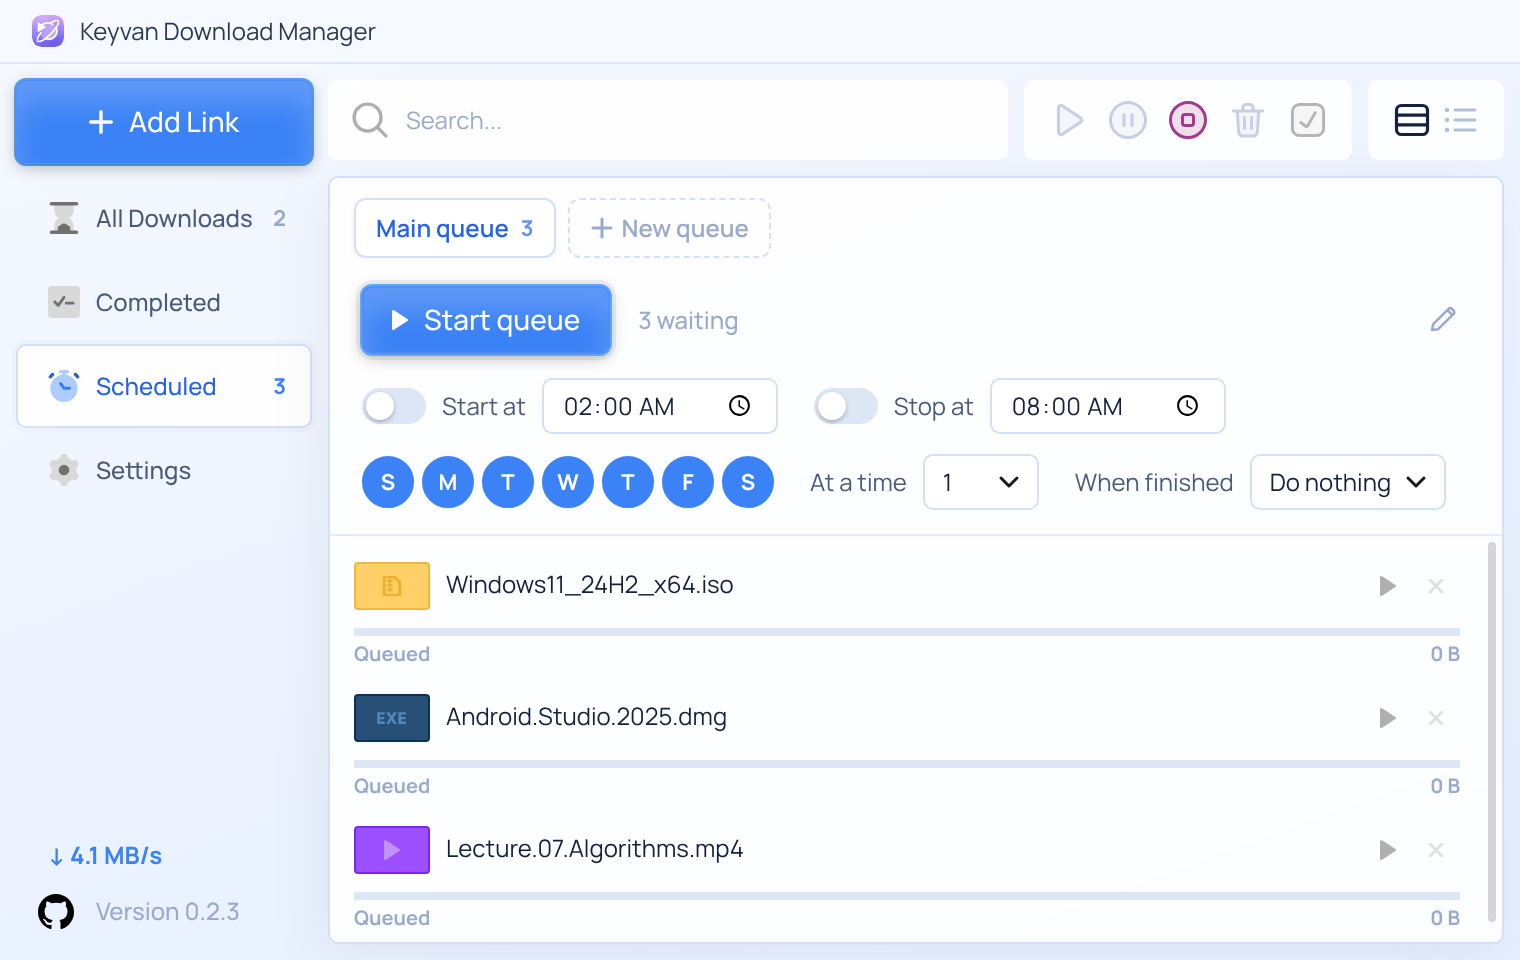 Keyvan Download Manager
Add Link
Search...
All Downloads 2
Completed
Scheduled 3
Settings
↓ 4.1 MB/s
Version 0.2.3
Main queue 3
New queue
Start queue
3 waiting
Start at 02:00 AM
Stop at 08:00 AM
S M T W T F S
At a time 1
When finished Do nothing
Windows11_24H2_x64.iso
Queued 0 B
EXE
Android.Studio.2025.dmg
Queued 0 B
Lecture.07.Algorithms.mp4
Queued 0 B